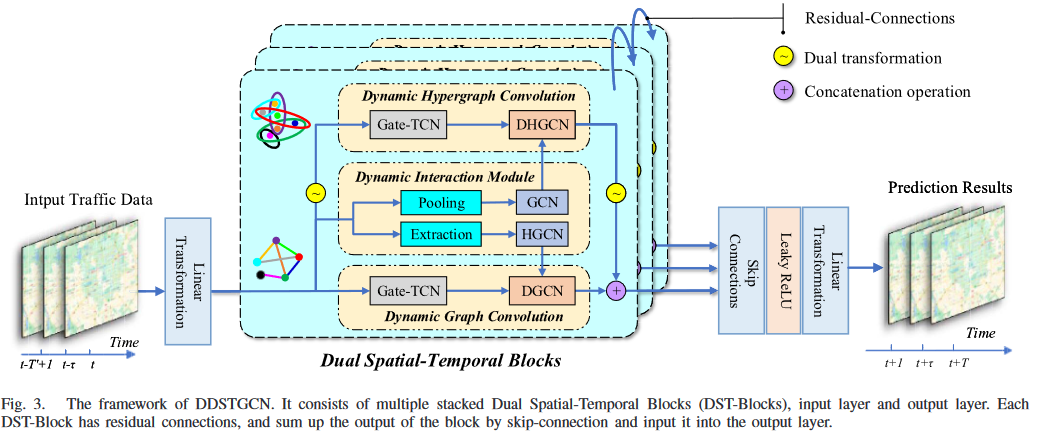 Residual-Connections
Dual transformation
Concatenation operation
Dynamic Hypergraph Convolution
Gate-TCN
DHGCN
Dynamic Interaction Module
Pooling
GCN
Extraction
HGCN
Gate-TCN
DGCN
Dynamic Graph Convolution
~
~
~
+
+
Intput Traffic Data
Time
t-T'+1 t-τ t
Linear
Transformation
Dual Spatial-Temporal Blocks
Skip
Connections
Leaky ReLU
Linear
Transformation
Prediction Results
Time
t+1 t+τ t+T
Fig. 3. The framework of DDSTGCN. It consists of multiple stacked Dual Spatial-Temporal Blocks (DST-Blocks), input layer and output layer. Each
DST-Block has residual connections, and sum up the output of the block by skip-connection and input it into the output layer.